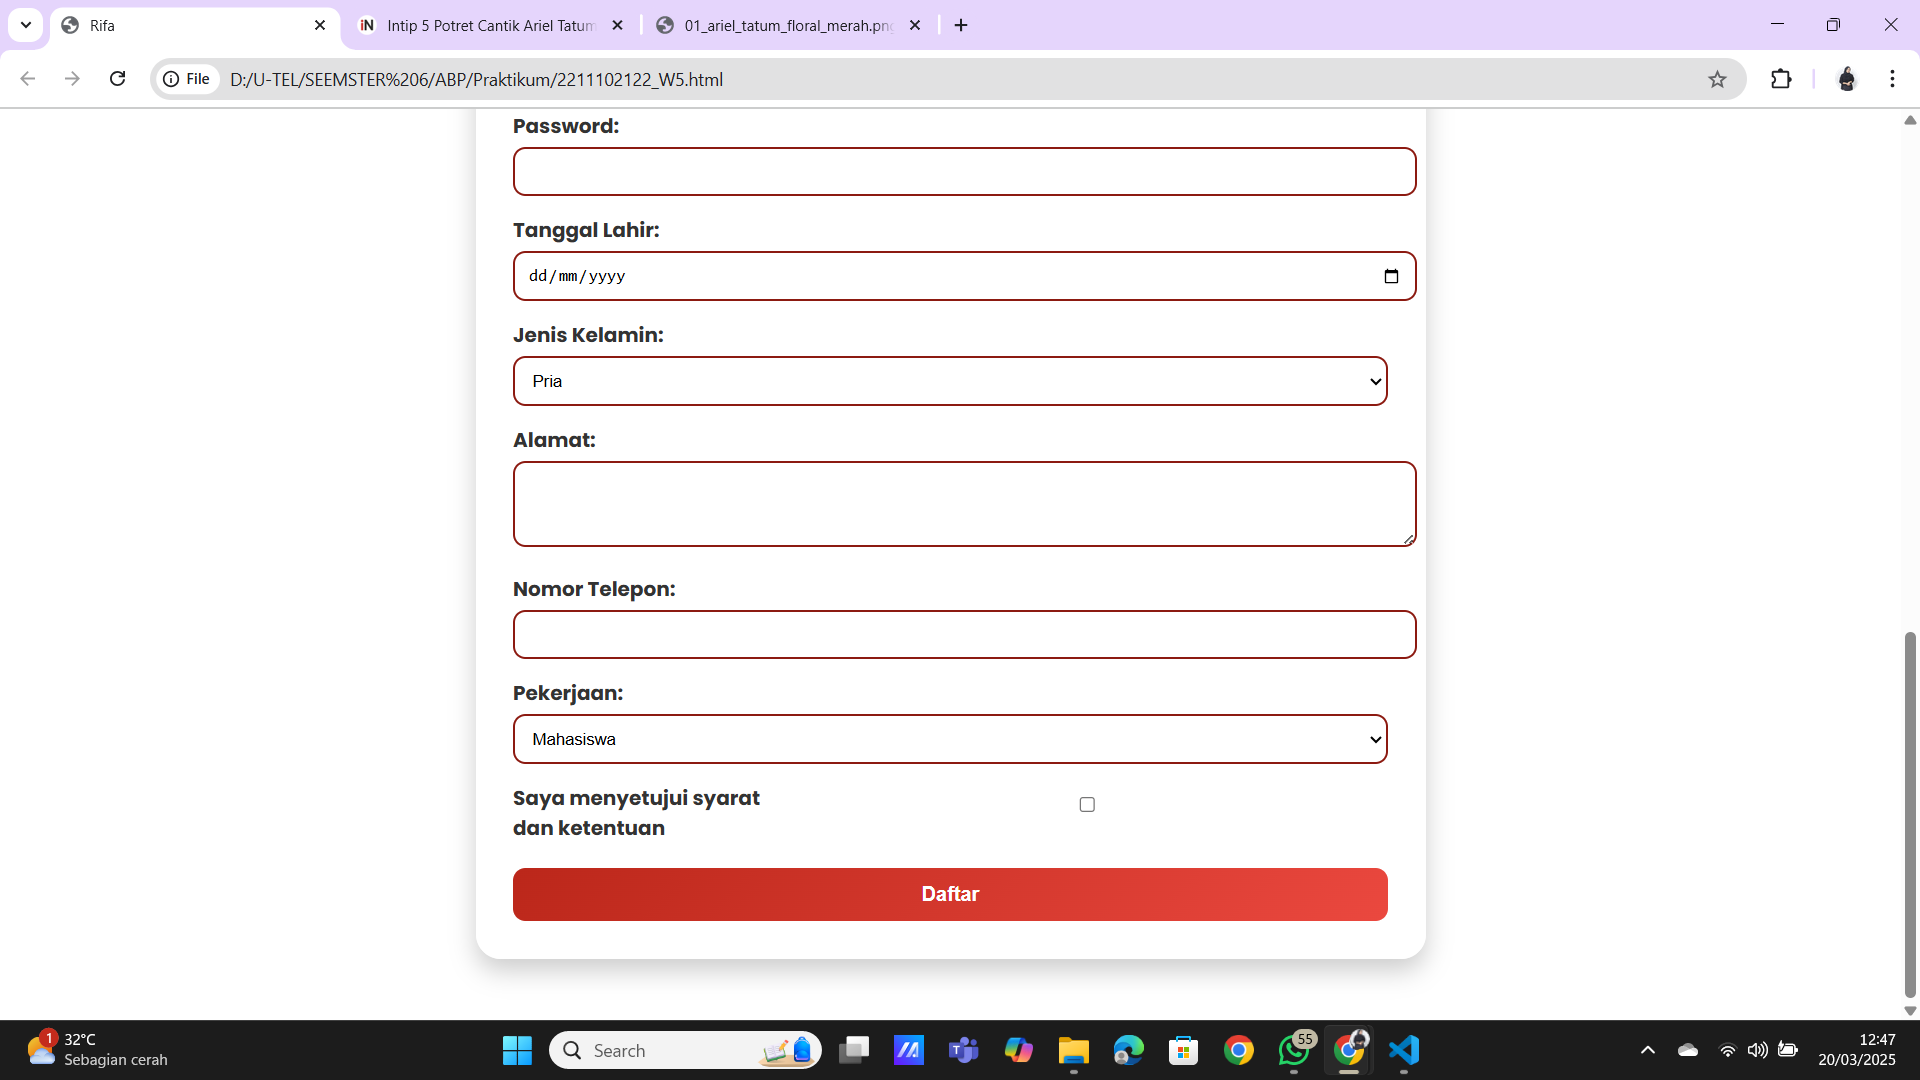 Rifa
Intip 5 Potret Cantik Ariel Tatum
01_ariel_tatum_floral_merah.png
File
D:/U-TEL/SEEMSTER%206/ABP/Praktikum/2211102122_W5.html
Password:
Tanggal Lahir:
dd/mm/yyyy
Jenis Kelamin:
Pria
Alamat:
Nomor Telepon:
Pekerjaan:
Mahasiswa
Saya menyetujui syarat
dan ketentuan
Daftar
1
32°C
Sebagian cerah
Search
55
12:47
20/03/2025